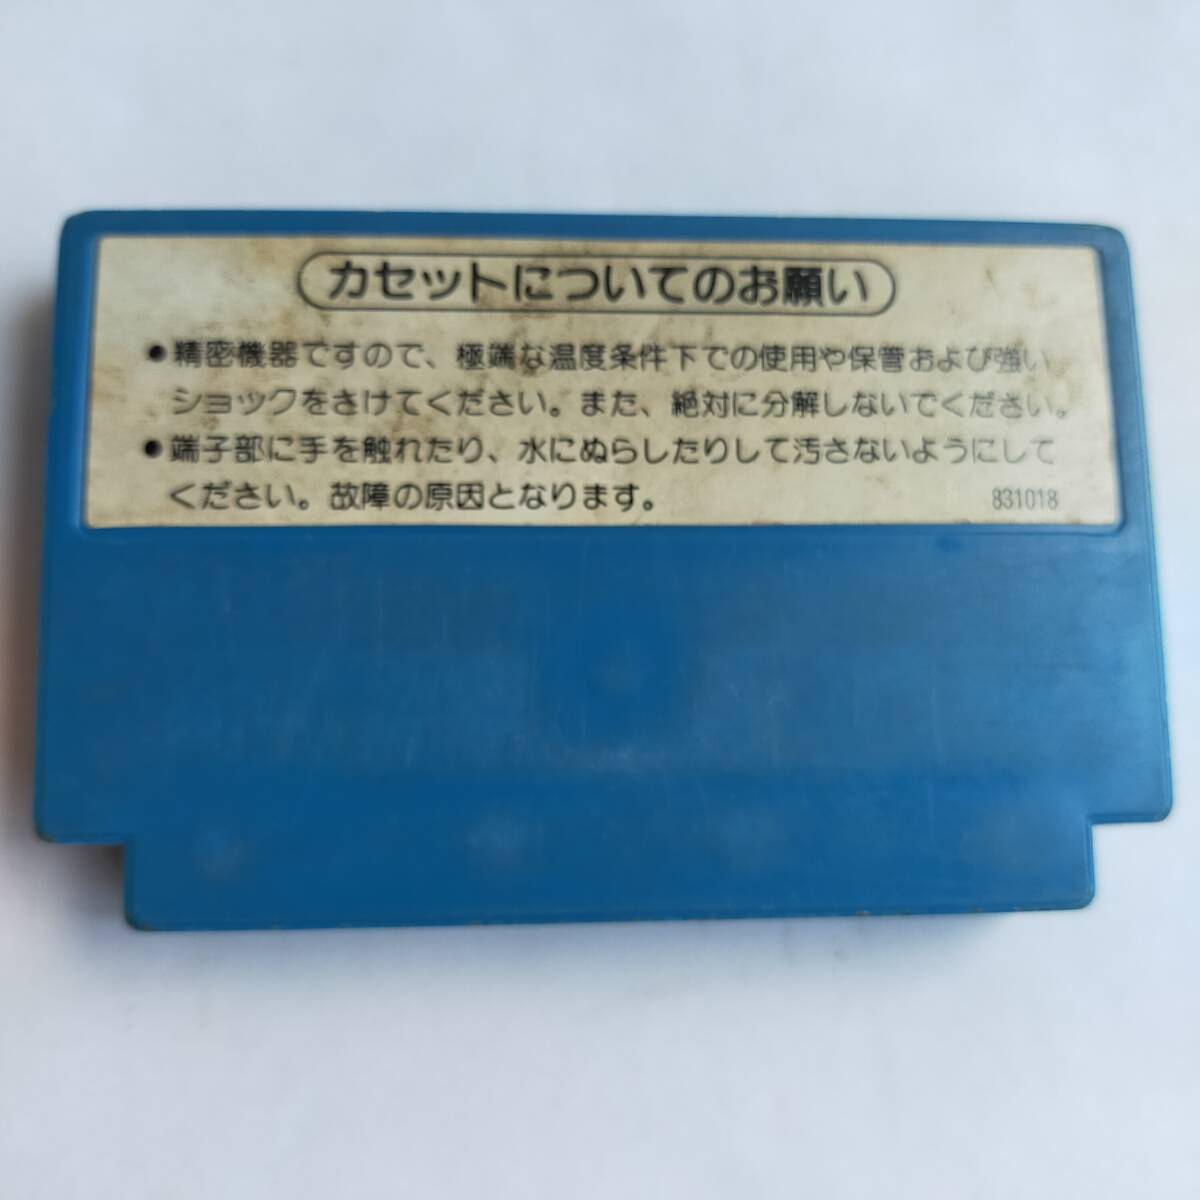 カセットについてのお願い
●精密機器ですので、極端な温度条件下での使用や保管および強い
ショックをさけてください。また、絶対に分解しないでください。
●端子部に手を触れたり、水にぬらしたりして汚さないようにして
ください。故障の原因となります。 831018